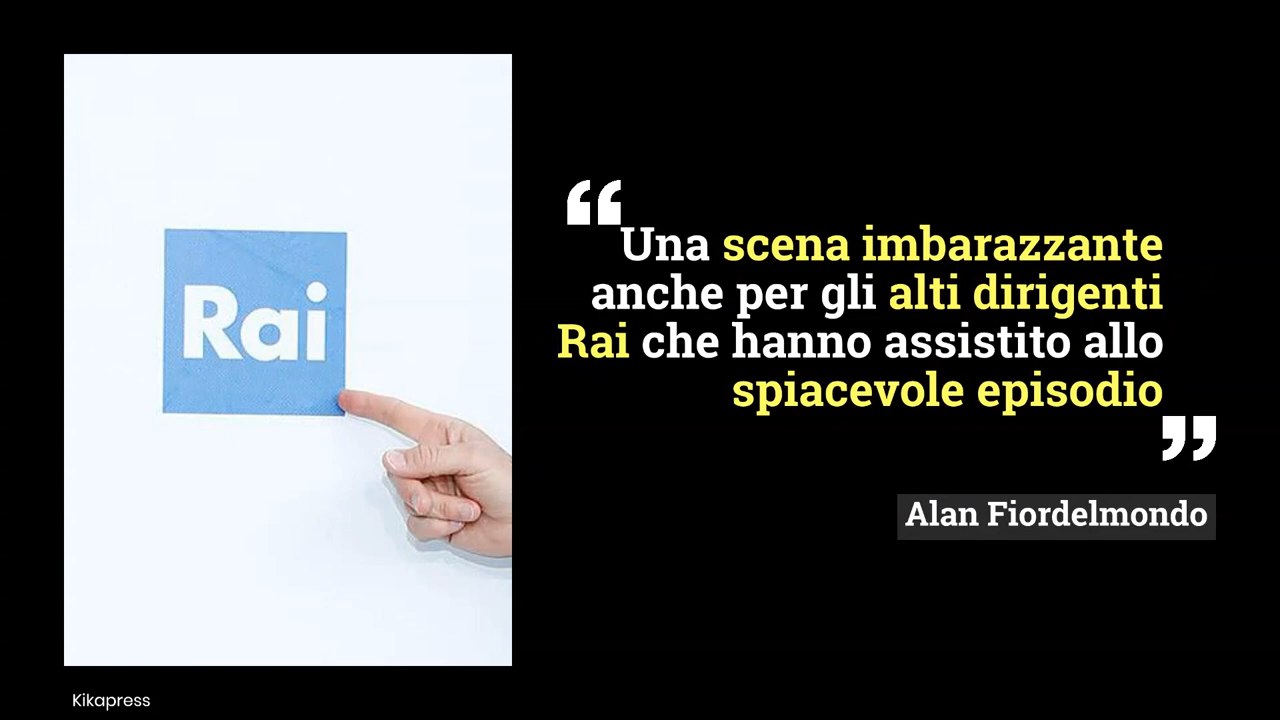 Rai
“Una scena imbarazzante
anche per gli alti dirigenti
Rai che hanno assistito allo
spiacevole episodio”
Alan Fiordelmondo
Kikapress